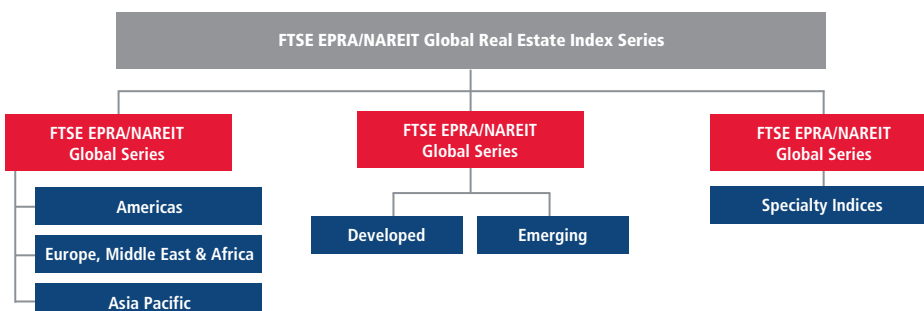 FTSE EPRA/NAREIT Global Real Estate Index Series
FTSE EPRA/NAREIT
Global Series
Americas
Europe, Middle East & Africa
Asia Pacific
FTSE EPRA/NAREIT
Global Series
Developed
Emerging
FTSE EPRA/NAREIT
Global Series
Specialty Indices